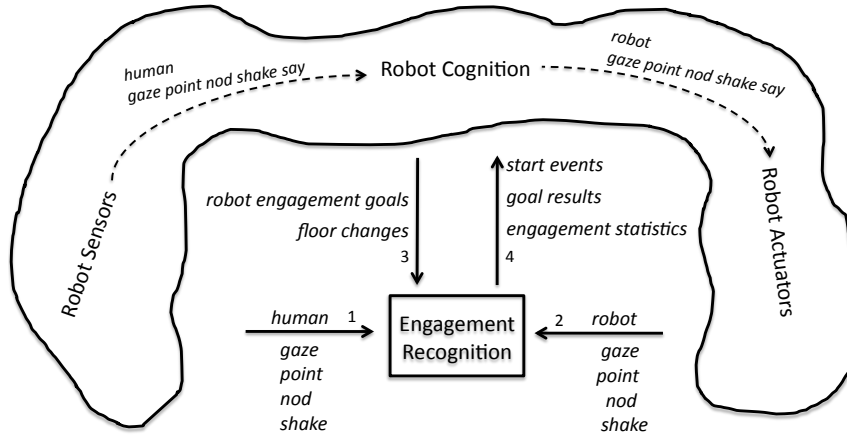 human
gaze point nod shake say
Robot Cognition
robot
gaze point nod shake say
Robot Sensors
Robot Actuators
robot engagement goals
floor changes
3
start events
goal results
engagement statistics
4
human 1
gaze
point
nod
shake
Engagement
Recognition
2 robot
gaze
point
nod
shake